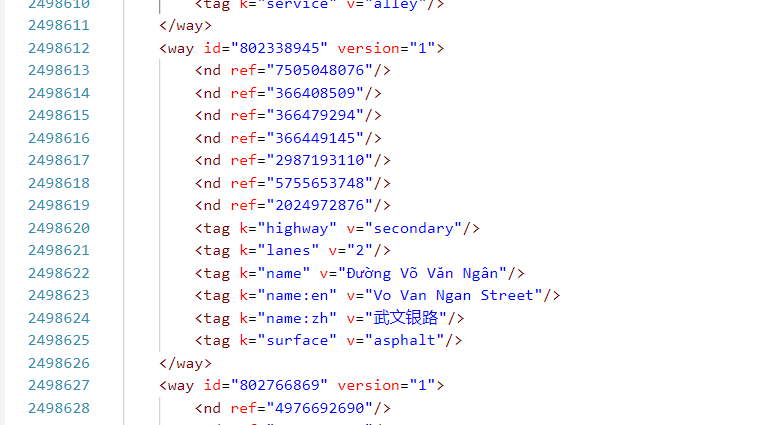 2498610 <tag k="service" v="alley"/>
2498611 </way>
2498612 <way id="802338945" version="1">
2498613 <nd ref="7505048076"/>
2498614 <nd ref="366408509"/>
2498615 <nd ref="366479294"/>
2498616 <nd ref="366449145"/>
2498617 <nd ref="2987193110"/>
2498618 <nd ref="5755653748"/>
2498619 <nd ref="2024972876"/>
2498620 <tag k="highway" v="secondary"/>
2498621 <tag k="lanes" v="2"/>
2498622 <tag k="name" v="Đường Võ Văn Ngân"/>
2498623 <tag k="name:en" v="Vo Van Ngan Street"/>
2498624 <tag k="name:zh" v="武文银路"/>
2498625 <tag k="surface" v="asphalt"/>
2498626 </way>
2498627 <way id="802766869" version="1">
2498628 <nd ref="4976692690"/>